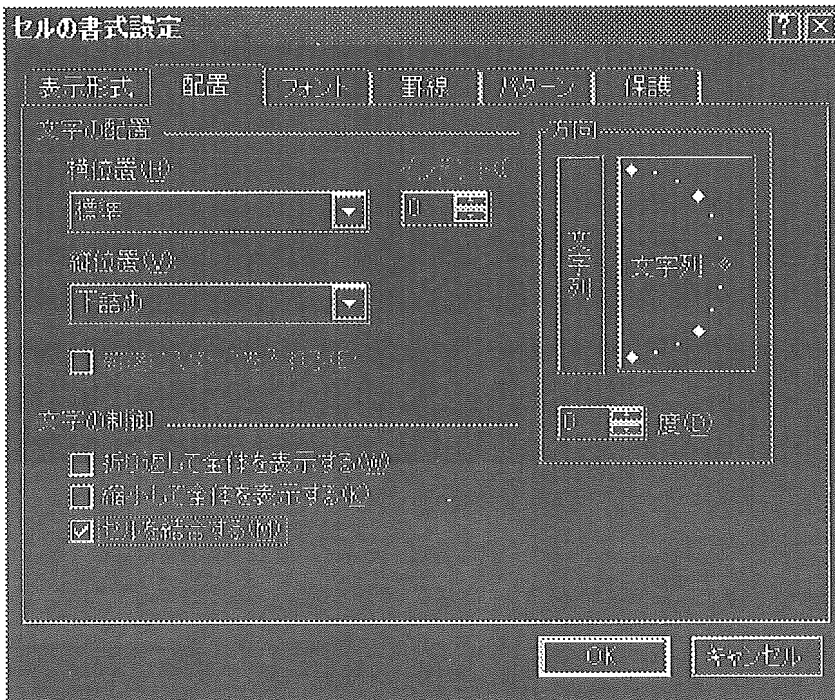 セルの書式設定
表示形式 配置 フォント 罫線 パターン 保護
文字の配置
横位置(H)
標準
0
縦位置(V)
下詰め
方向
文字列
文字列
0 度(D)
文字の制御
折り返して全体を表示する(W)
縮小して全体を表示する(K)
セルを結合する(M)
OK キャンセル